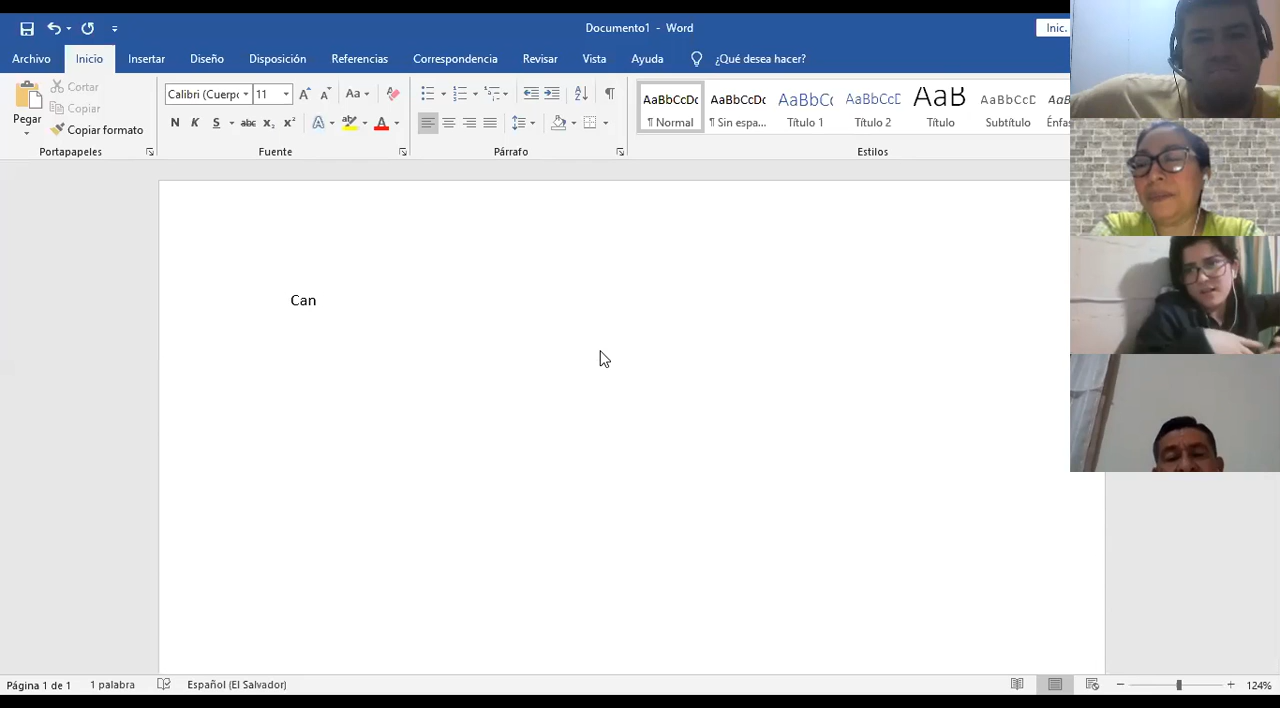 Documento1 - Word
Inic.
Archivo Inicio Insertar Diseño Disposición Referencias Correspondencia Revisar Vista Ayuda ¿Qué desea hacer?
Pegar
Cortar
Copiar
Copiar formato
Portapapeles
Calibri (Cuerpo 11
Aa
N K S abc x₂ x² A A
Fuente
Párrafo
AaBbCcDc AaBbCcDc AaBbCc AaBbCcD AaB AaBbCcD
¶ Normal ¶ Sin espa... Título 1 Título 2 Título Subtítulo
Estilos
Can
Página 1 de 1 1 palabra Español (El Salvador) 124%